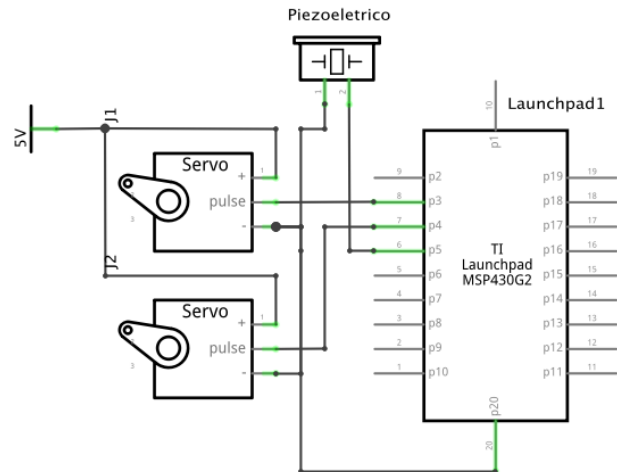 Piezoeletrico
1 2
5V
J1
Servo
+ 1
pulse
-
3
J2
Servo
+ 1
pulse
-
3
Launchpad1
10
p1
9 p2
8 p3
7 p4
6 p5
5 p6
4 p7
3 p8
2 p9
1 p10
TI
Launchpad
MSP430G2
p19 19
p18 18
p17 17
p16 16
p15 15
p14 14
p13 13
p12 12
p11 11
p20
20